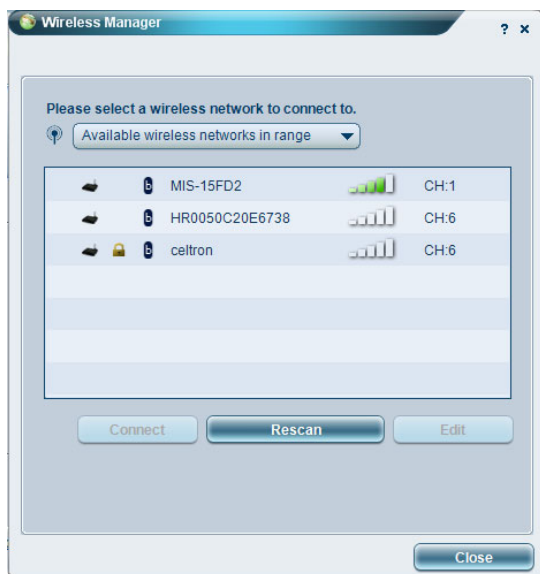 Wireless Manager
? x
Please select a wireless network to connect to.
Available wireless networks in range
b MIS-15FD2 CH:1
b HR0050C20E6738 CH:6
b celtron CH:6
Connect Rescan Edit
Close